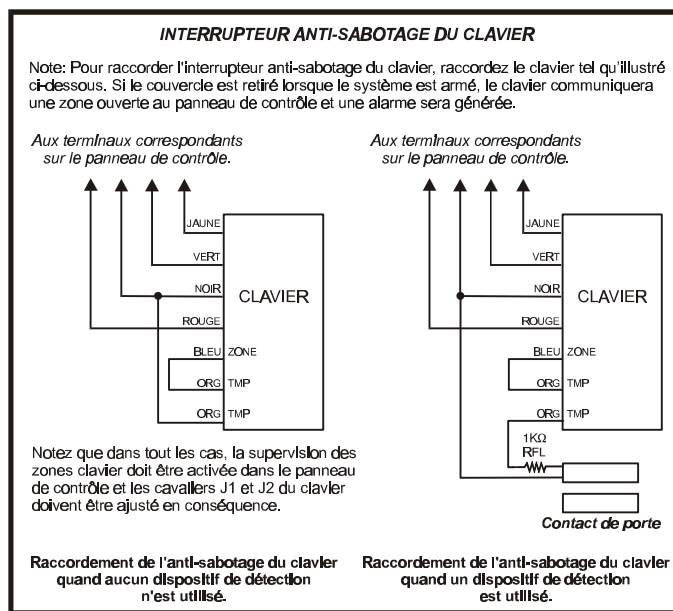 INTERRUPTEUR ANTI-SABOTAGE DU CLAVIER
Note: Pour raccorder l'interrupteur anti-sabotage du clavier, raccordez le clavier tel qu'illustré
ci-dessous. Si le couvercle est retiré lorsque le système est armé, le clavier communiquera
une zone ouverte au panneau de contrôle et une alarme sera générée.
Aux terminaux correspondants
sur le panneau de contrôle.
JAUNE
VERT
NOIR
CLAVIER
ROUGE
BLEU ZONE
ORG TMP
ORG TMP
Notez que dans tout les cas, la supervision des
zones clavier doit être activée dans le panneau
de contrôle et les cavaliers J1 et J2 du clavier
doivent être ajusté en conséquence.
Raccordement de l'anti-sabotage du clavier
quand aucun dispositif de détection
n'est utilisé.
Aux terminaux correspondants
sur le panneau de contrôle.
JAUNE
VERT
NOIR
CLAVIER
ROUGE
BLEU ZONE
ORG TMP
ORG TMP
1KΩ
RFL
Contact de porte
Raccordement de l'anti-sabotage du clavier
quand un dispositif de détection
est utilisé.